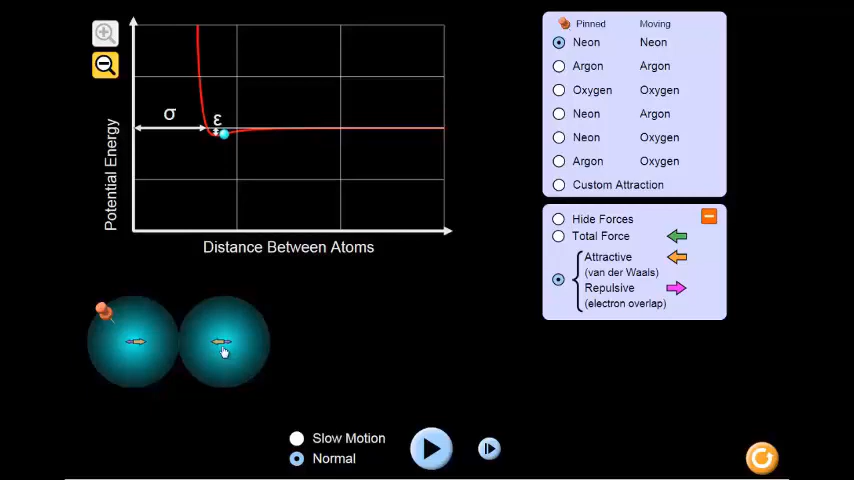 Pinned Moving
Neon Neon
Argon Argon
Oxygen Oxygen
Neon Argon
Neon Oxygen
Argon Oxygen
Custom Attraction
σ
ε
Potential Energy
Distance Between Atoms
Hide Forces
Total Force
Attractive
(van der Waals)
Repulsive
(electron overlap)
Slow Motion
Normal